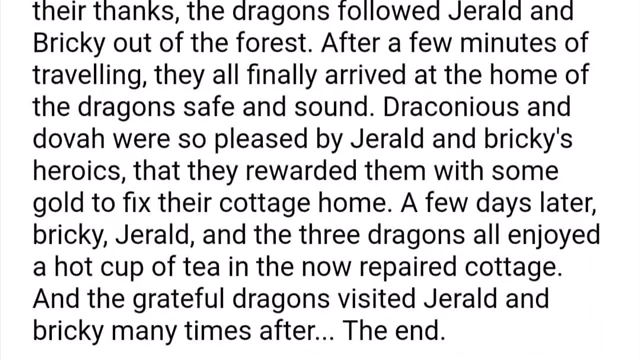 their thanks, the dragons followed Jerald and
Bricky out of the forest. After a few minutes of
travelling, they all finally arrived at the home of
the dragons safe and sound. Draconious and
dovah were so pleased by Jerald and bricky's
heroics, that they rewarded them with some
gold to fix their cottage home. A few days later,
bricky, Jerald, and the three dragons all enjoyed
a hot cup of tea in the now repaired cottage.
And the grateful dragons visited Jerald and
bricky many times after... The end.